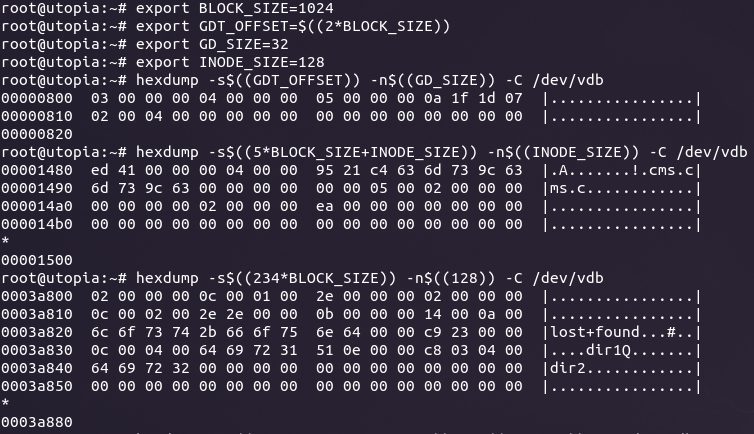 root@utopia:~# export BLOCK_SIZE=1024
root@utopia:~# export GDT_OFFSET=$((2*BLOCK_SIZE))
root@utopia:~# export GD_SIZE=32
root@utopia:~# export INODE_SIZE=128
root@utopia:~# hexdump -s$((GDT_OFFSET)) -n$((GD_SIZE)) -C /dev/vdb
00000800  03 00 00 00 04 00 00 00  05 00 00 00 0a 1f 1d 07  |................|
00000810  02 00 04 00 00 00 00 00  00 00 00 00 00 00 00 00  |................|
00000820
root@utopia:~# hexdump -s$((5*BLOCK_SIZE+INODE_SIZE)) -n$((INODE_SIZE)) -C /dev/vdb
00001480  ed 41 00 00 00 04 00 00  95 21 c4 63 6d 73 9c 63  |.A.......!.cms.c|
00001490  6d 73 9c 63 00 00 00 00  00 00 05 00 02 00 00 00  |ms.c............|
000014a0  00 00 00 00 02 00 00 00  ea 00 00 00 00 00 00 00  |................|
000014b0  00 00 00 00 00 00 00 00  00 00 00 00 00 00 00 00  |................|
*
00001500
root@utopia:~# hexdump -s$((234*BLOCK_SIZE)) -n$((128)) -C /dev/vdb
0003a800  02 00 00 00 0c 00 01 00  2e 00 00 00 02 00 00 00  |................|
0003a810  0c 00 02 00 2e 2e 00 00  0b 00 00 00 14 00 0a 00  |................|
0003a820  6c 6f 73 74 2b 66 6f 75  6e 64 00 00 c9 23 00 00  |lost+found...#..|
0003a830  0c 00 04 00 64 69 72 31  51 0e 00 00 c8 03 04 00  |....dir1Q.......|
0003a840  64 69 72 32 00 00 00 00  00 00 00 00 00 00 00 00  |dir2............|
0003a850  00 00 00 00 00 00 00 00  00 00 00 00 00 00 00 00  |................|
*
0003a880